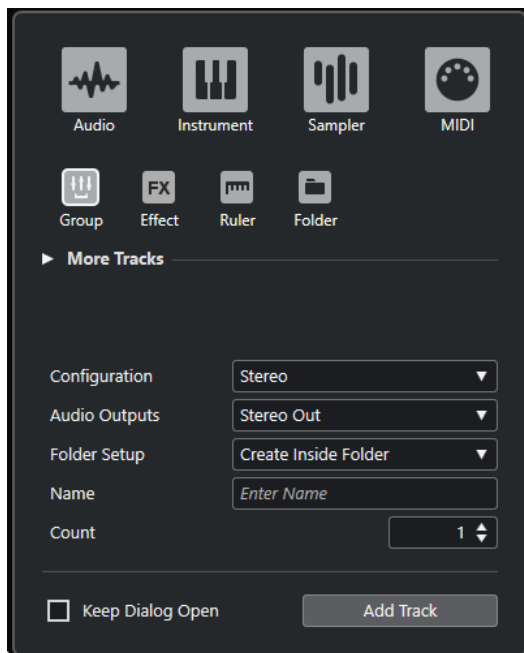 Audio Instrument Sampler MIDI
FX
Group Effect Ruler Folder
More Tracks
Configuration Stereo
Audio Outputs Stereo Out
Folder Setup Create Inside Folder
Name Enter Name
Count 1
Keep Dialog Open Add Track